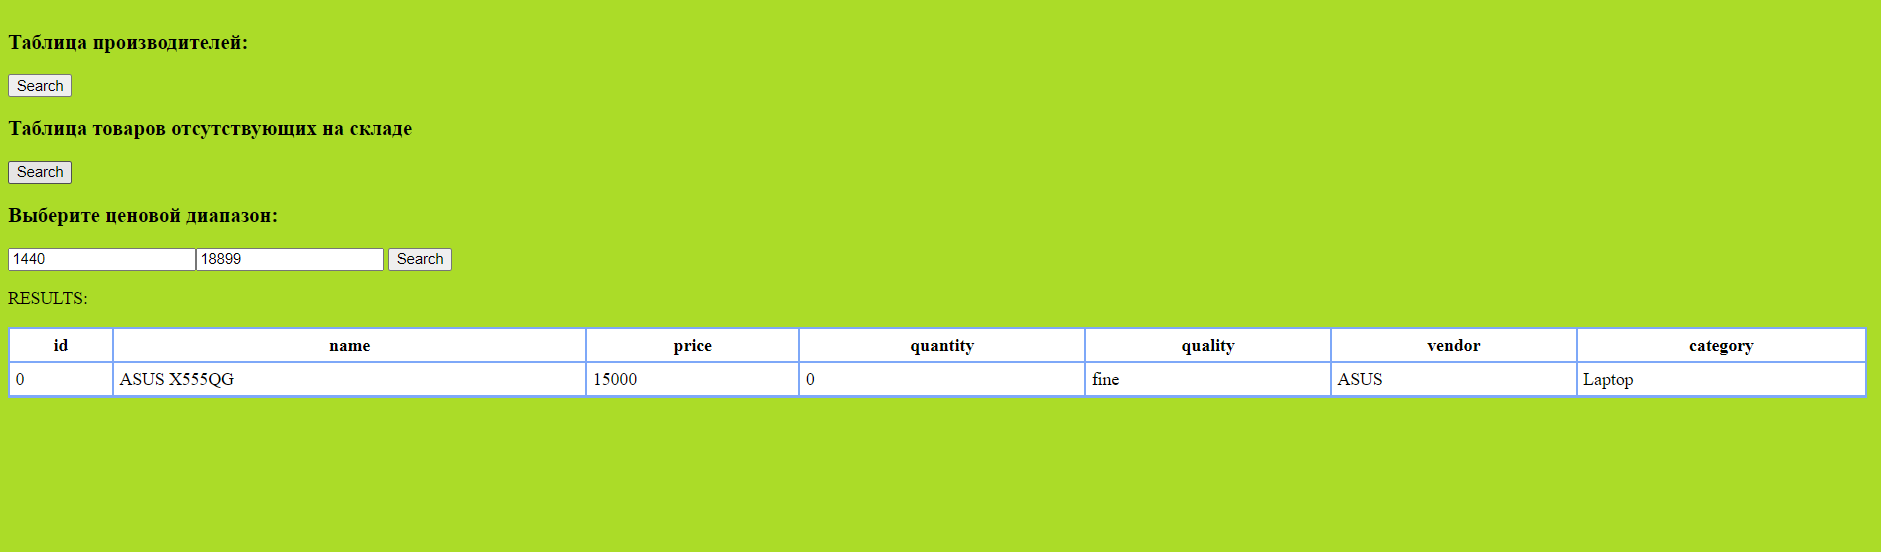 Таблица производителей:
Search
Таблица товаров отсутствующих на складе
Search
Выберите ценовой диапазон:
1440 18899 Search
RESULTS:
id name price quantity quality vendor category
0 ASUS X555QG 15000 0 fine ASUS Laptop